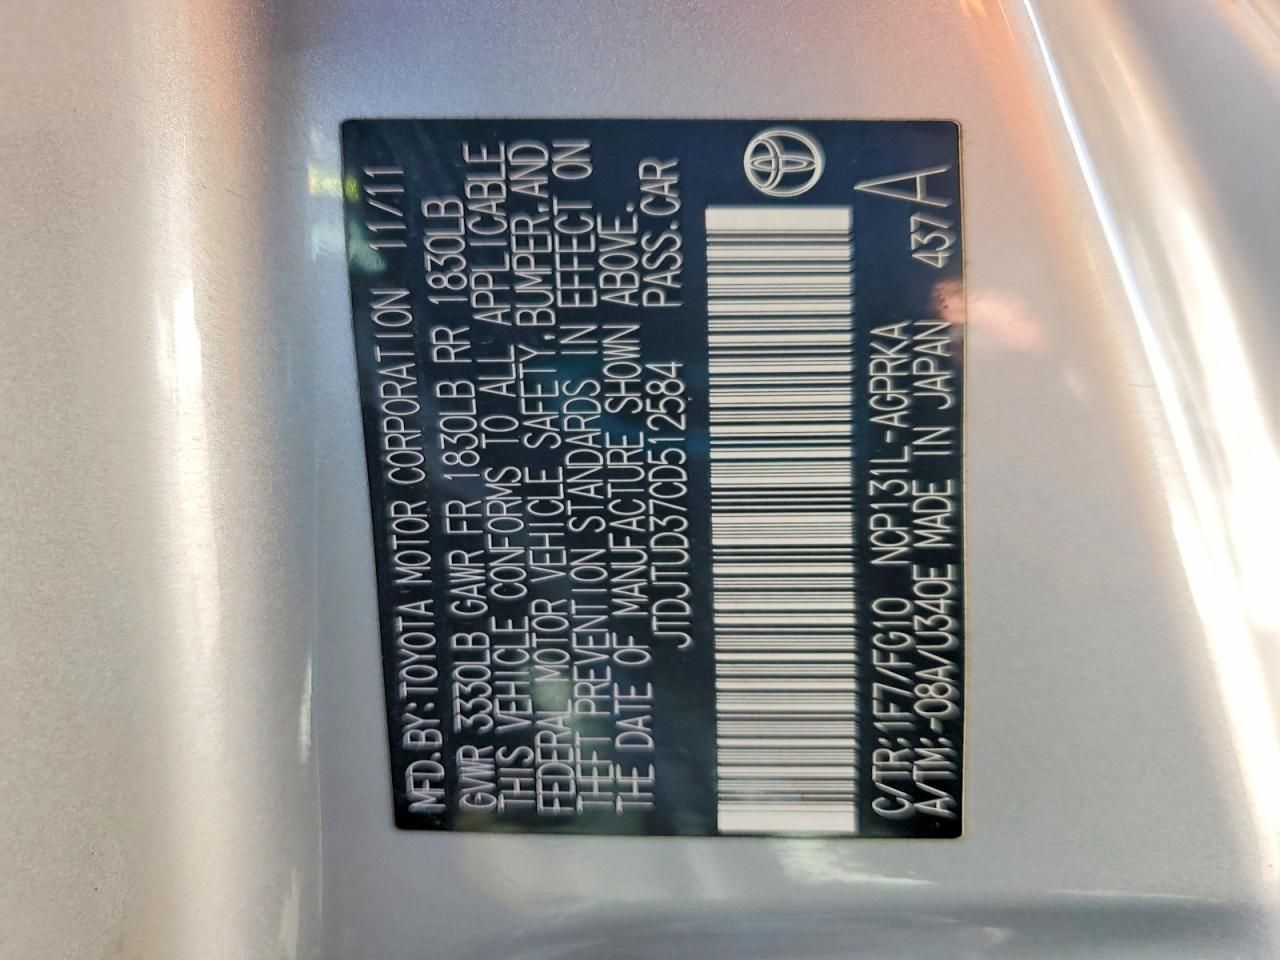 MFD.BY:TOYOTA MOTOR CORPORATION 11/11
GVWR 3330LB GAWR FR 1830LB RR 1830LB
THIS VEHICLE CONFORMS TO ALL APPLICABLE
FEDERAL MOTOR VEHICLE SAFETY,BUMPER,AND
THEFT PREVENTION STANDARDS IN EFFECT ON
THE DATE OF MANUFACTURE SHOWN ABOVE.
JTDJTUD37CD512584 PASS.CAR
C/TR:1F7/FG10 NCP131L-AGPRKA
A/TM:-08A/U340E MADE IN JAPAN 437 A